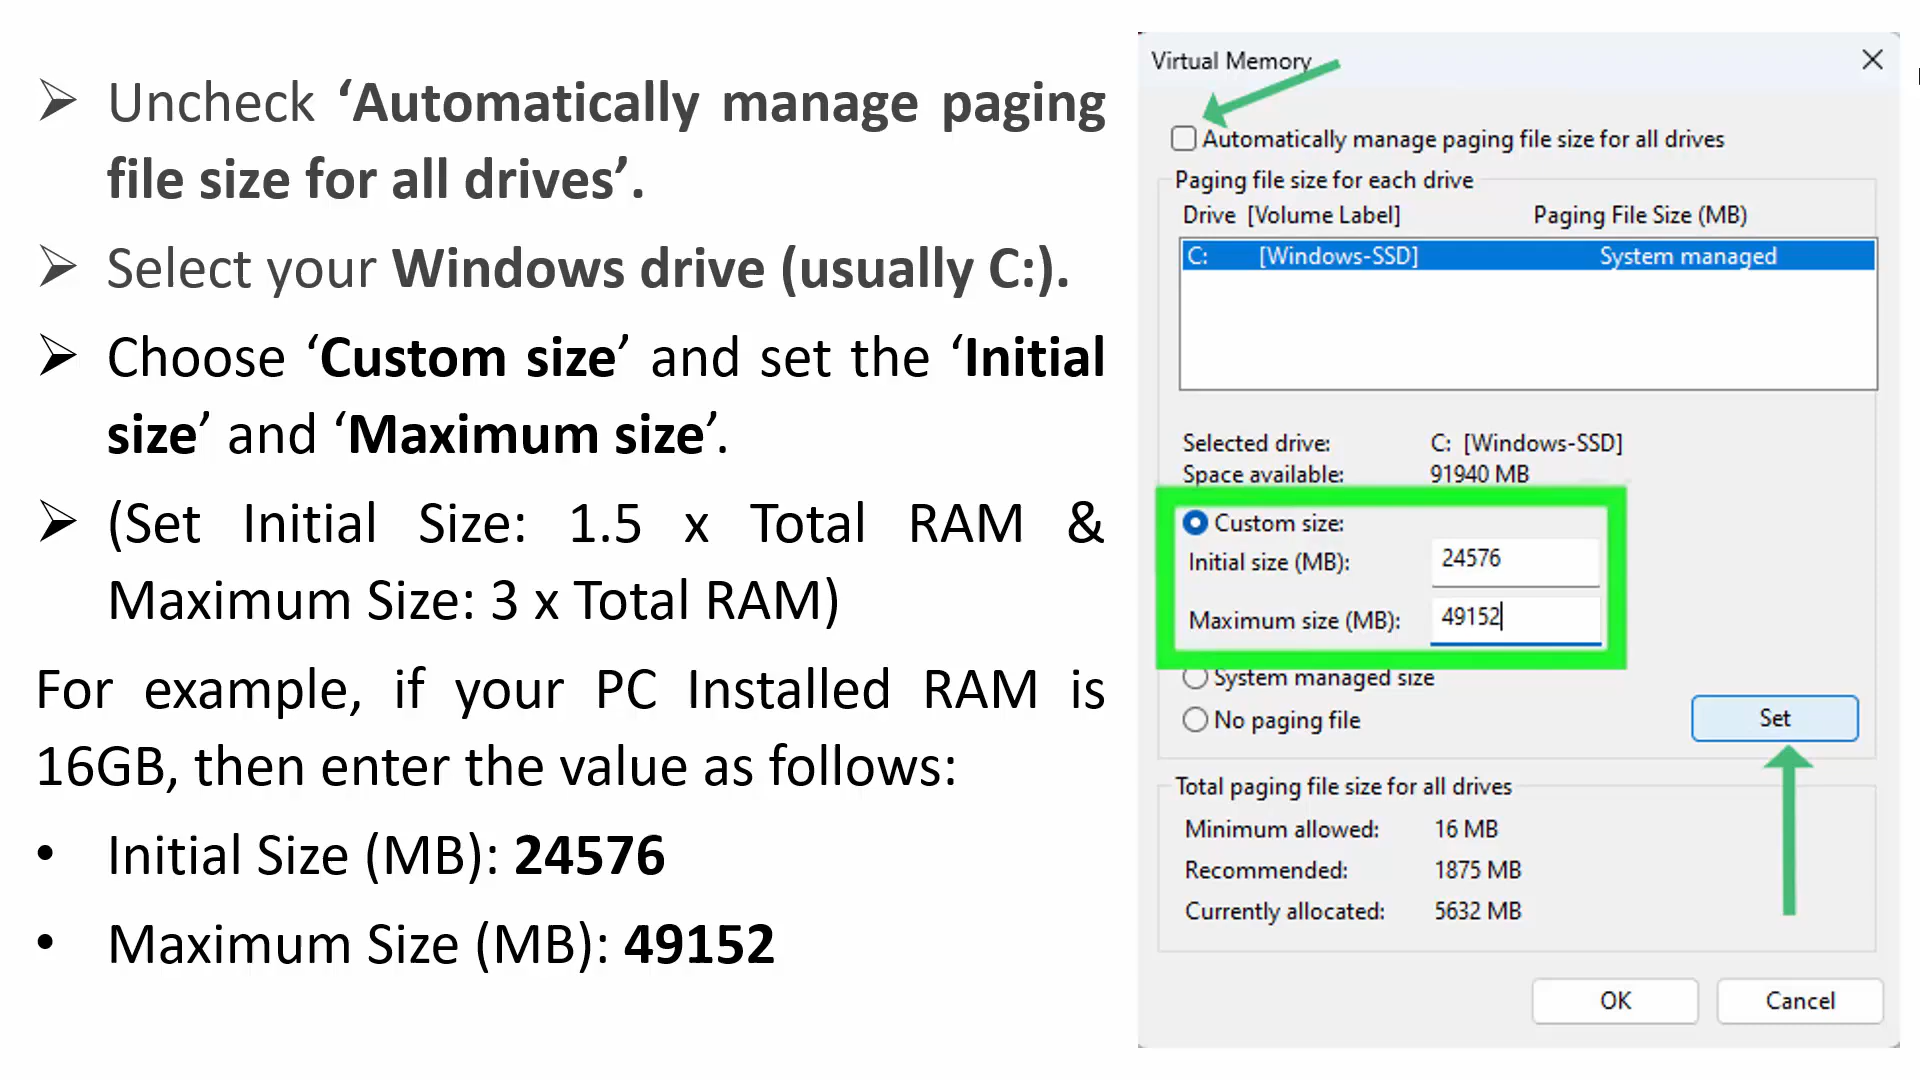 ➢ Uncheck ‘Automatically manage paging
file size for all drives’.
➢ Select your Windows drive (usually C:).
➢ Choose ‘Custom size’ and set the ‘Initial
size’ and ‘Maximum size’.
➢ (Set Initial Size: 1.5 x Total RAM &
Maximum Size: 3 x Total RAM)
For example, if your PC Installed RAM is
16GB, then enter the value as follows:
• Initial Size (MB): 24576
• Maximum Size (MB): 49152
Virtual Memory
Automatically manage paging file size for all drives
Paging file size for each drive
Drive [Volume Label] Paging File Size (MB)
C: [Windows-SSD] System managed
Selected drive: C: [Windows-SSD]
Space available: 91940 MB
Custom size:
Initial size (MB): 24576
Maximum size (MB): 49152
System managed size
No paging file
Set
Total paging file size for all drives
Minimum allowed: 16 MB
Recommended: 1875 MB
Currently allocated: 5632 MB
OK Cancel